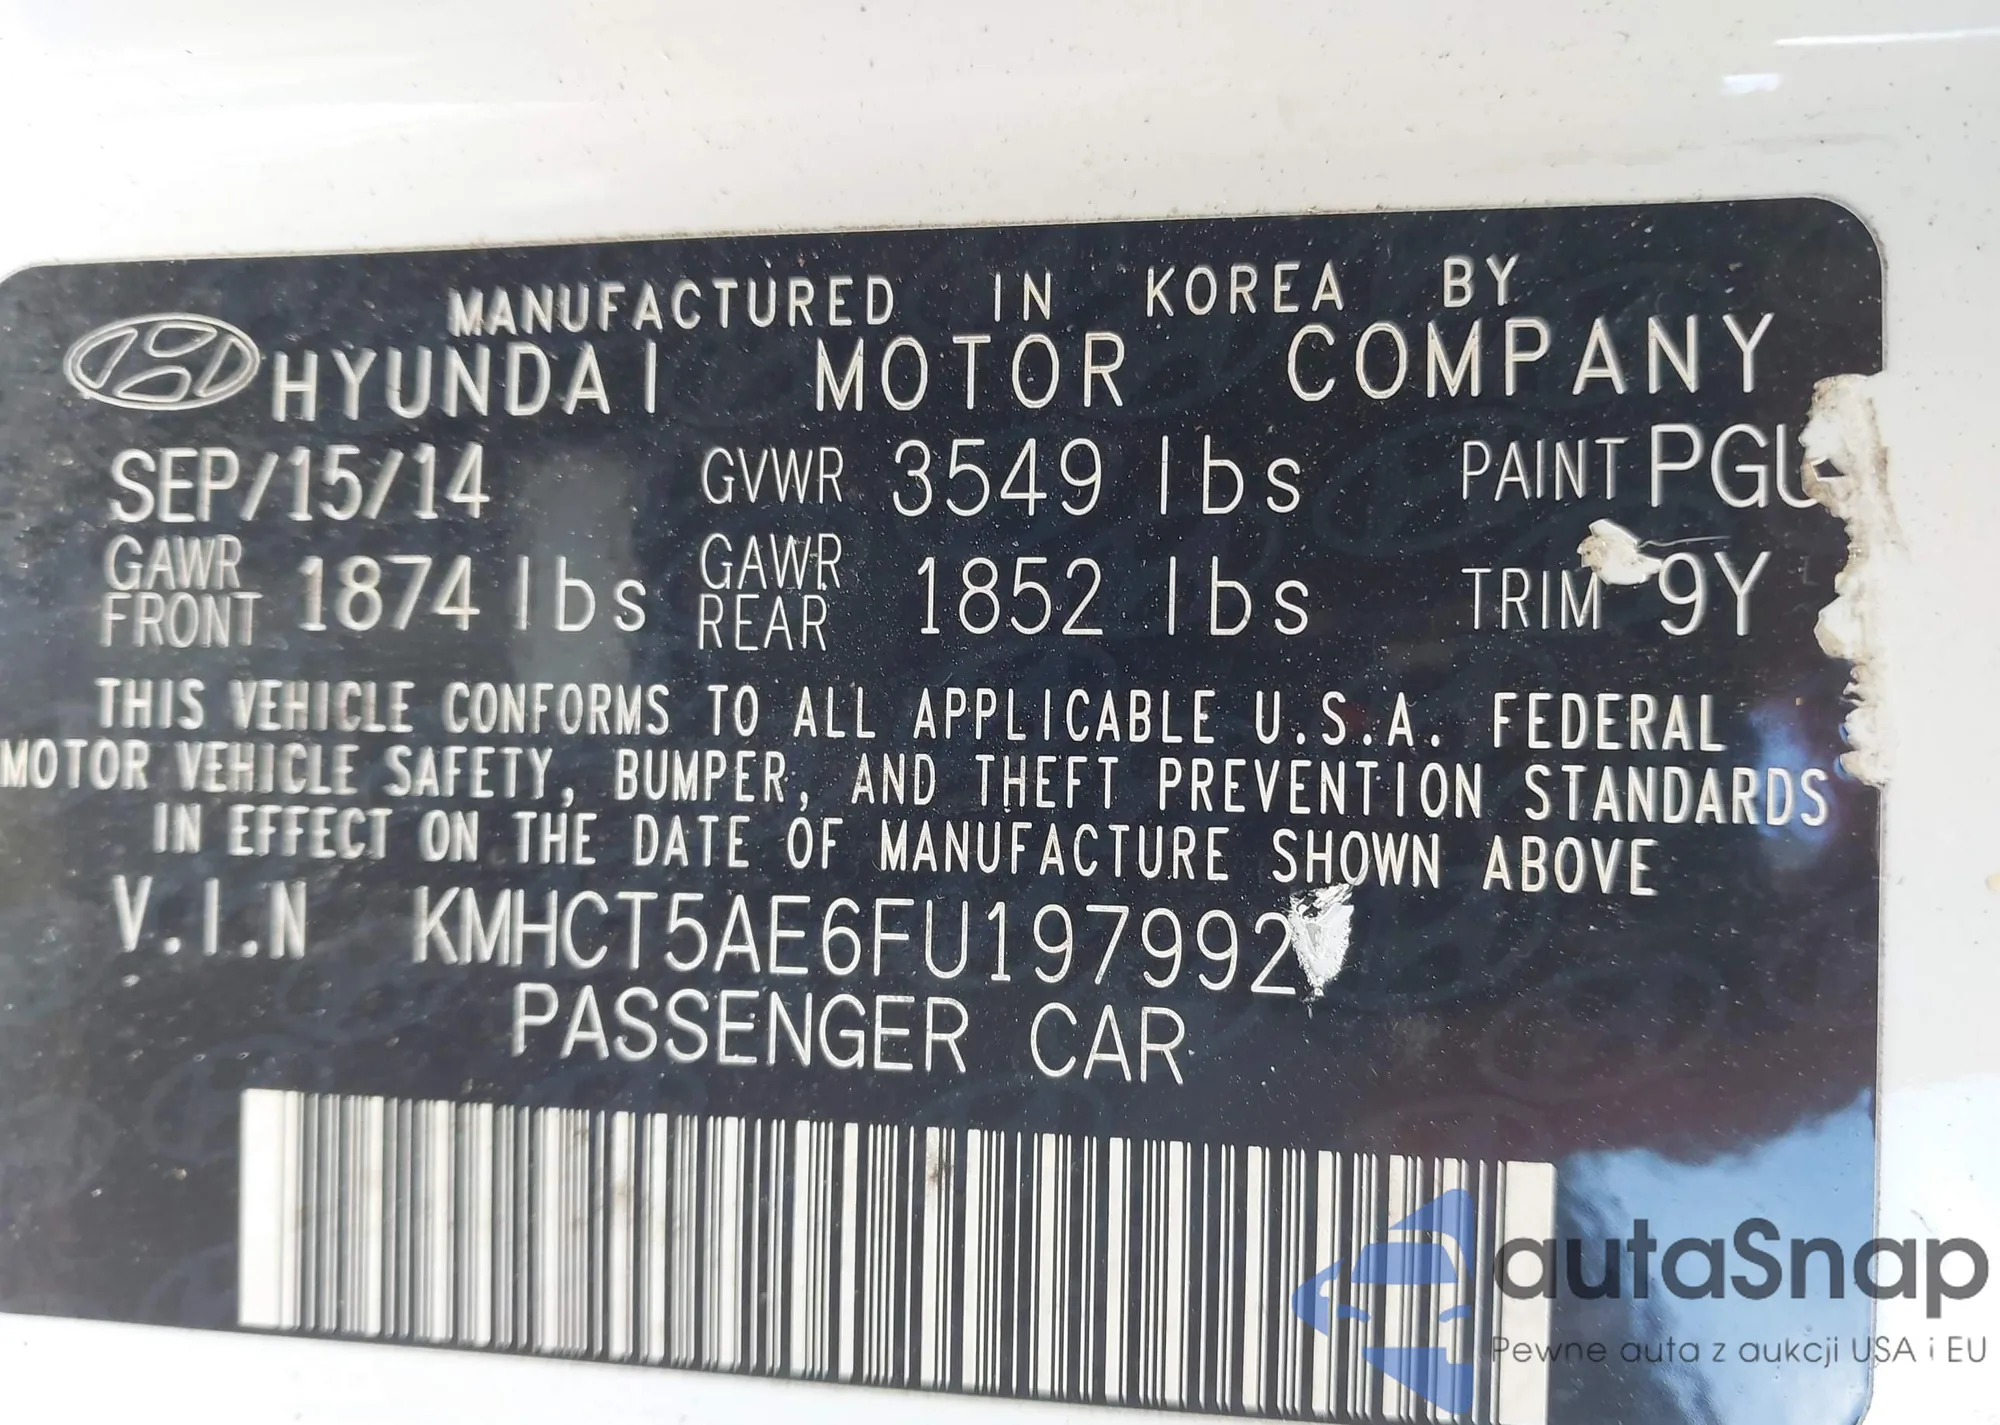 MANUFACTURED IN KOREA BY
HYUNDAI MOTOR COMPANY
SEP/15/14 GVWR 3549 lbs PAINT PGU
GAWR FRONT 1874 lbs GAWR REAR 1852 lbs TRIM 9Y
THIS VEHICLE CONFORMS TO ALL APPLICABLE U.S.A. FEDERAL
MOTOR VEHICLE SAFETY, BUMPER, AND THEFT PREVENTION STANDARDS
IN EFFECT ON THE DATE OF MANUFACTURE SHOWN ABOVE
V.I.N KMHCT5AE6FU197992
PASSENGER CAR
autaSnap
Pewne auta z aukcji USA i EU